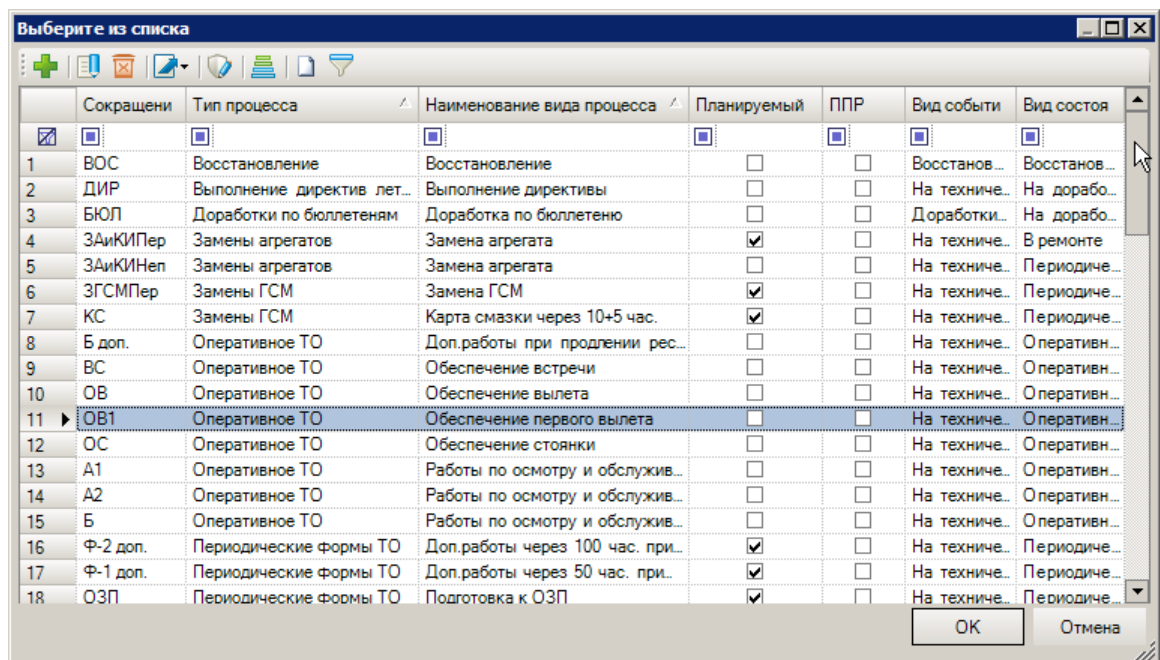 Выберите из списка
Сокращени Тип процесса Наименование вида процесса Планируемый ППР Вид событи Вид состоя
1 ВОС Восстановление Восстановление Восстанов... Восстанов...
2 ДИР Выполнение директив лет... Выполнение директивы На техниче... На дорабо...
3 БЮЛ Доработки по бюллетеням Доработка по бюллетеню Доработки... На дорабо...
4 ЗАиКИПер Замены агрегатов Замена агрегата На техниче... В ремонте
5 ЗАиКИНеп Замены агрегатов Замена агрегата На техниче... Периодиче...
6 ЗГСМПер Замены ГСМ Замена ГСМ На техниче... Периодиче...
7 КС Замены ГСМ Карта смазки через 10+5 час. На техниче... Периодиче...
8 Б доп. Оперативное ТО Доп.работы при продлении рес... На техниче... Оперативн...
9 ВС Оперативное ТО Обеспечение встречи На техниче... Оперативн...
10 ОВ Оперативное ТО Обеспечение вылета На техниче... Оперативн...
11 ОВ1 Оперативное ТО Обеспечение первого вылета На техниче... Оперативн...
12 ОС Оперативное ТО Обеспечение стоянки На техниче... Оперативн...
13 А1 Оперативное ТО Работы по осмотру и обслужив... На техниче... Оперативн...
14 А2 Оперативное ТО Работы по осмотру и обслужив... На техниче... Оперативн...
15 Б Оперативное ТО Работы по осмотру и обслужив... На техниче... Оперативн...
16 Ф-2 доп. Периодические формы ТО Доп.работы через 100 час. при... На техниче... Периодиче...
17 Ф-1 доп. Периодические формы ТО Доп.работы через 50 час. при... На техниче... Периодиче...
18 ОЗП Периодические формы ТО Подготовка к ОЗП На техниче... Периодиче...
OK Отмена